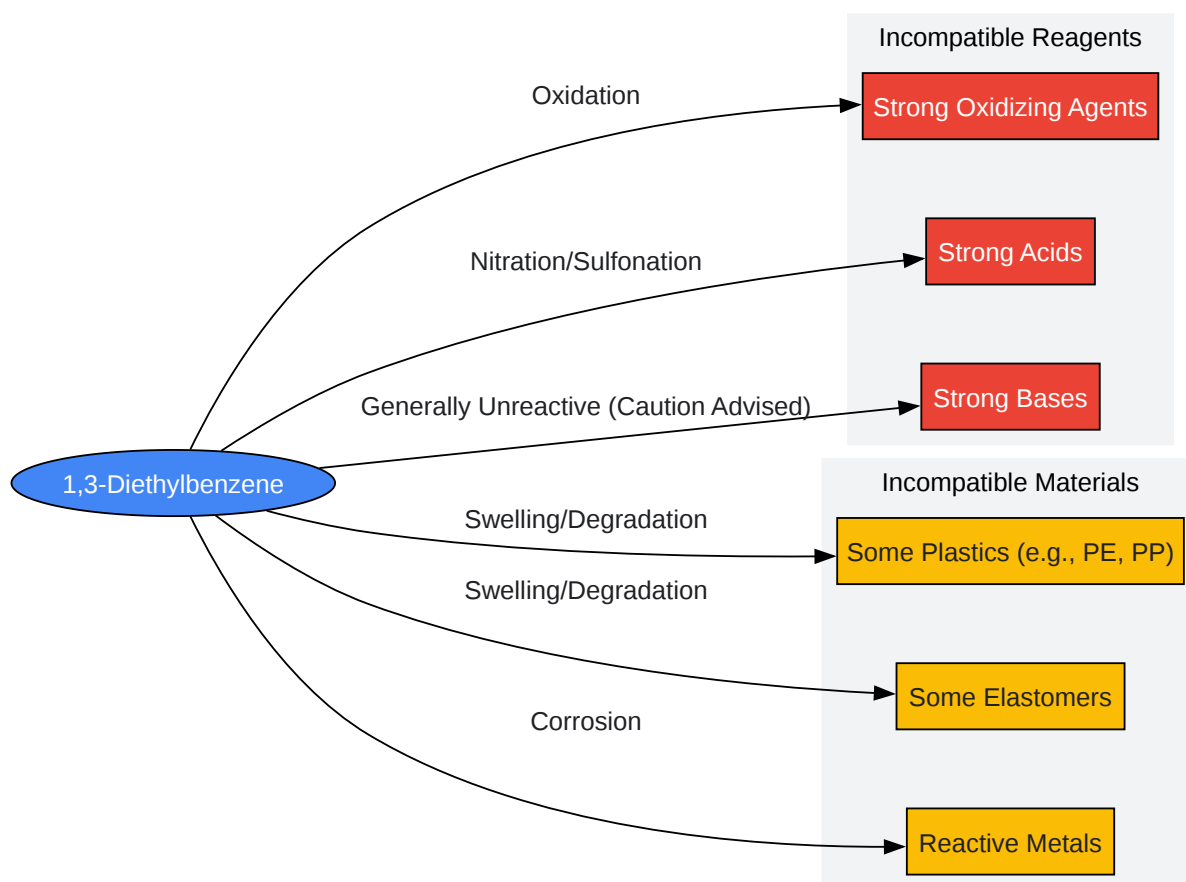 Incompatible Reagents
Oxidation
Strong Oxidizing Agents
Nitration/Sulfonation
Strong Acids
Generally Unreactive (Caution Advised)
Strong Bases
1,3-Diethylbenzene
Incompatible Materials
Swelling/Degradation
Some Plastics (e.g., PE, PP)
Swelling/Degradation
Some Elastomers
Corrosion
Reactive Metals